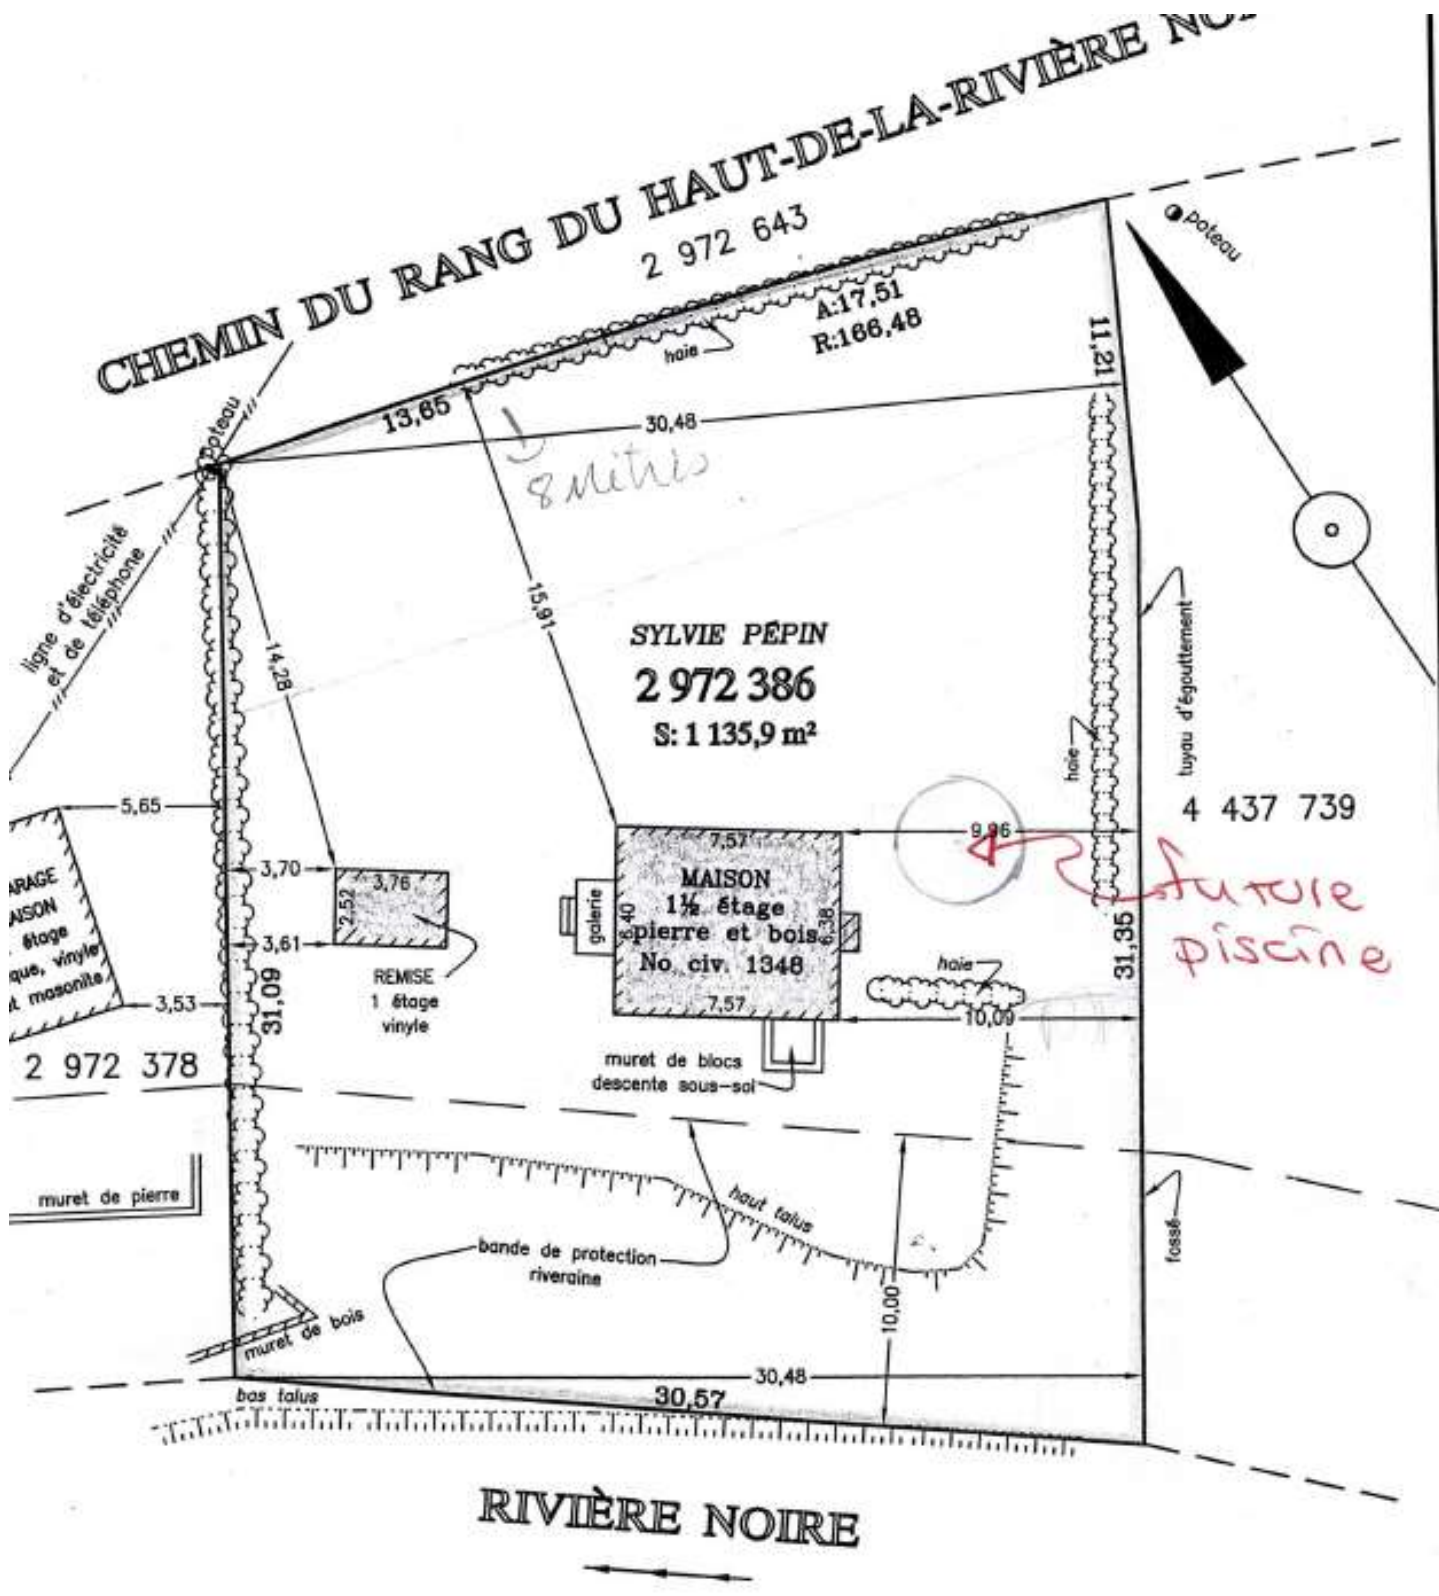 CHEMIN DU RANG DU HAUT-DE-LA-RIVIÈRE
2 972 643
poteau
A:17,51
R:166,48
haie
11,21
13,65
30,48
poteau
8 Mètres
ligne d'électricité
et de téléphone
14,28
15,91
SYLVIE PÉPIN
2 972 386
S: 1 135,9 m²
haie
tuyau d'égouttement
5,65
4 437 739
9,96
future
piscine
7,57
MAISON
1½ étage
pierre et bois
No. civ. 1348
7,57
6,40
6,38
galerie
3,70
3,76
2,52
3,61
REMISE
1 étage
vinyle
étage
vinyle
masonite
3,53
31,09
31,35
haie
10,09
2 972 378
muret de blocs
descente sous-sol
muret de pierre
haut talus
bande de protection
riveraine
10,00
fossé
muret de bois
30,48
30,57
bas talus
RIVIÈRE NOIRE